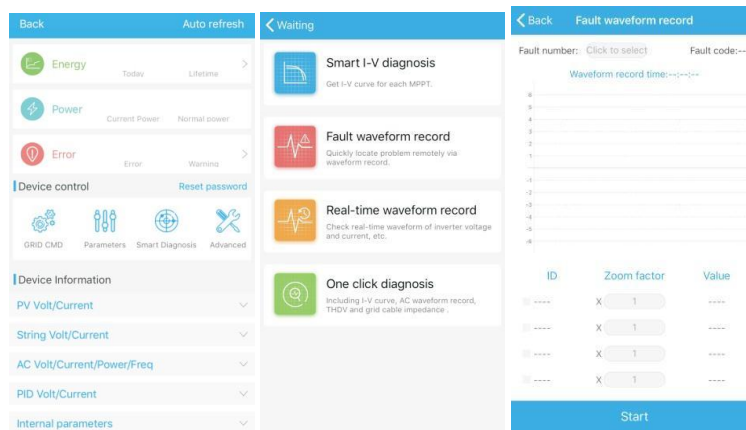 Back Auto refresh
Energy
Today Lifetime
Power
Current Power Normal power
Error
Error Warning
Device control Reset password
GRID CMD Parameters Smart Diagnosis Advanced
Device Information
PV Volt/Current
String Volt/Current
AC Volt/Current/Power/Freq
PID Volt/Current
Internal parameters
Waiting
Smart I-V diagnosis
Get I-V curve for each MPPT.
Fault waveform record
Quickly locate problem remotely via
waveform record.
Real-time waveform record
Check real-time waveform of inverter voltage
and current, etc.
One click diagnosis
Including I-V curve, AC waveform record,
THDV and grid cable impedance .
Back Fault waveform record
Fault number: Click to select Fault code:--
Waveform record time:--:--:--
6
5
4
3
2
1
-1
-2
-3
-4
-5
-6
ID Zoom factor Value
---- X 1 ----
---- X 1 ----
---- X 1 ----
---- X 1 ----
Start